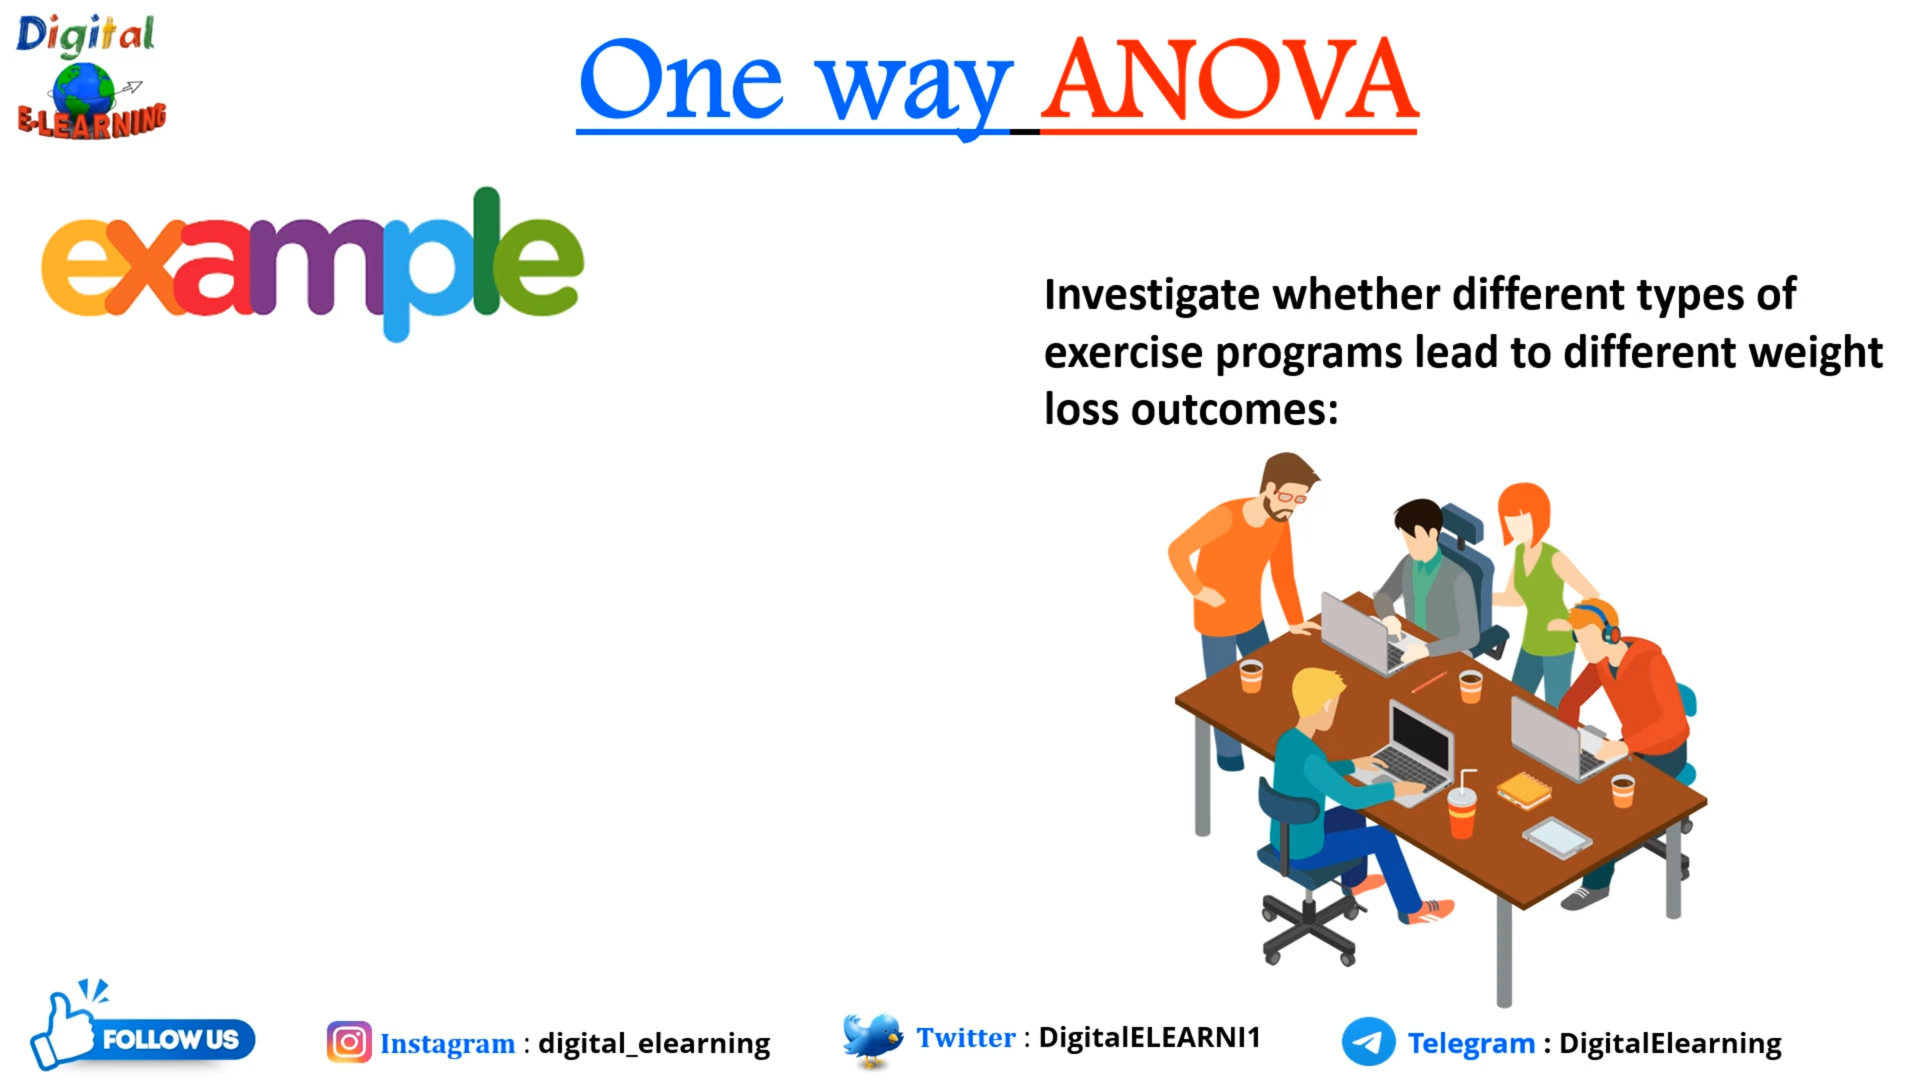 Digital
E-LEARNING
One way ANOVA
example
Investigate whether different types of
exercise programs lead to different weight
loss outcomes:
FOLLOW US
Instagram : digital_elearning
Twitter : DigitalELEARNI1
Telegram : DigitalElearning